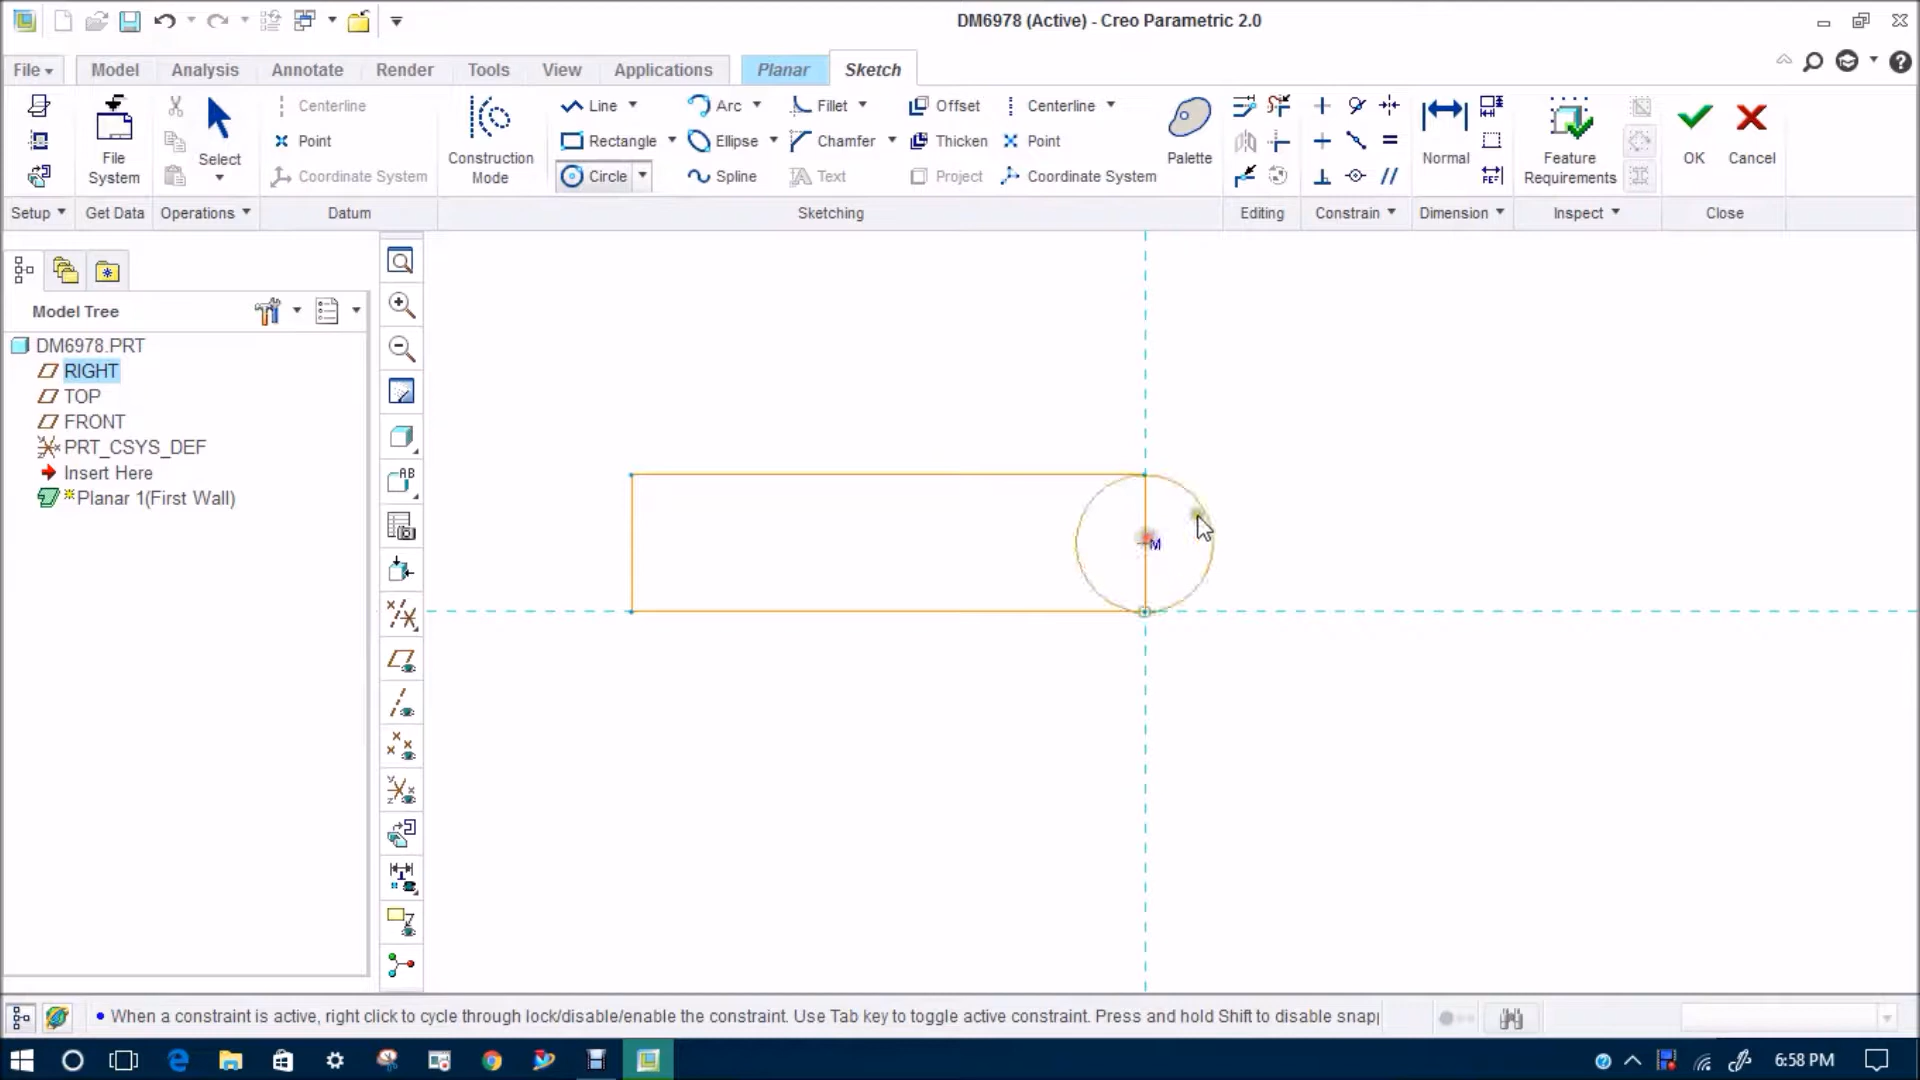 DM6978 (Active) - Creo Parametric 2.0
File Model Analysis Annotate Render Tools View Applications Planar Sketch
Centerline Line Arc Fillet Offset Centerline
Point Rectangle Ellipse Chamfer Thicken Point
File System Select Construction Mode Palette Normal Feature Requirements OK Cancel
Coordinate System Circle Spline Text Project Coordinate System
Setup Get Data Operations Datum Sketching Editing Constrain Dimension Inspect Close
Model Tree
DM6978.PRT
RIGHT
TOP
FRONT
PRT_CSYS_DEF
Insert Here
Planar 1(First Wall)
AB
M
When a constraint is active, right click to cycle through lock/disable/enable the constraint. Use Tab key to toggle active constraint. Press and hold Shift to disable snap
6:58 PM